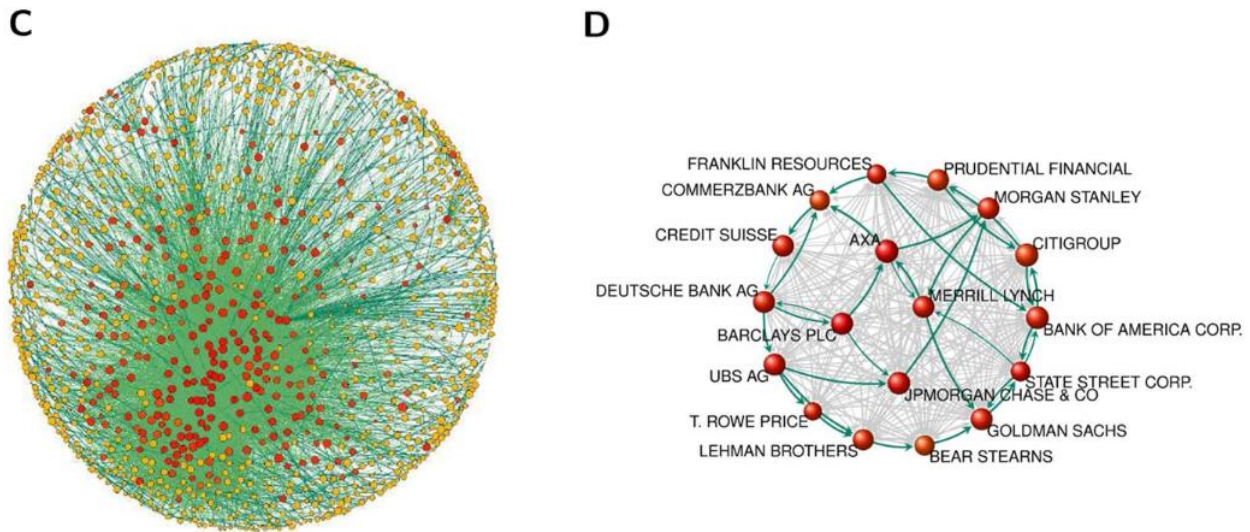 C
D
FRANKLIN RESOURCES
PRUDENTIAL FINANCIAL
COMMERZBANK AG
MORGAN STANLEY
CREDIT SUISSE
AXA
CITIGROUP
DEUTSCHE BANK AG
MERRILL LYNCH
BARCLAYS PLC
BANK OF AMERICA CORP.
UBS AG
STATE STREET CORP.
JPMORGAN CHASE & CO
T. ROWE PRICE
GOLDMAN SACHS
LEHMAN BROTHERS
BEAR STEARNS